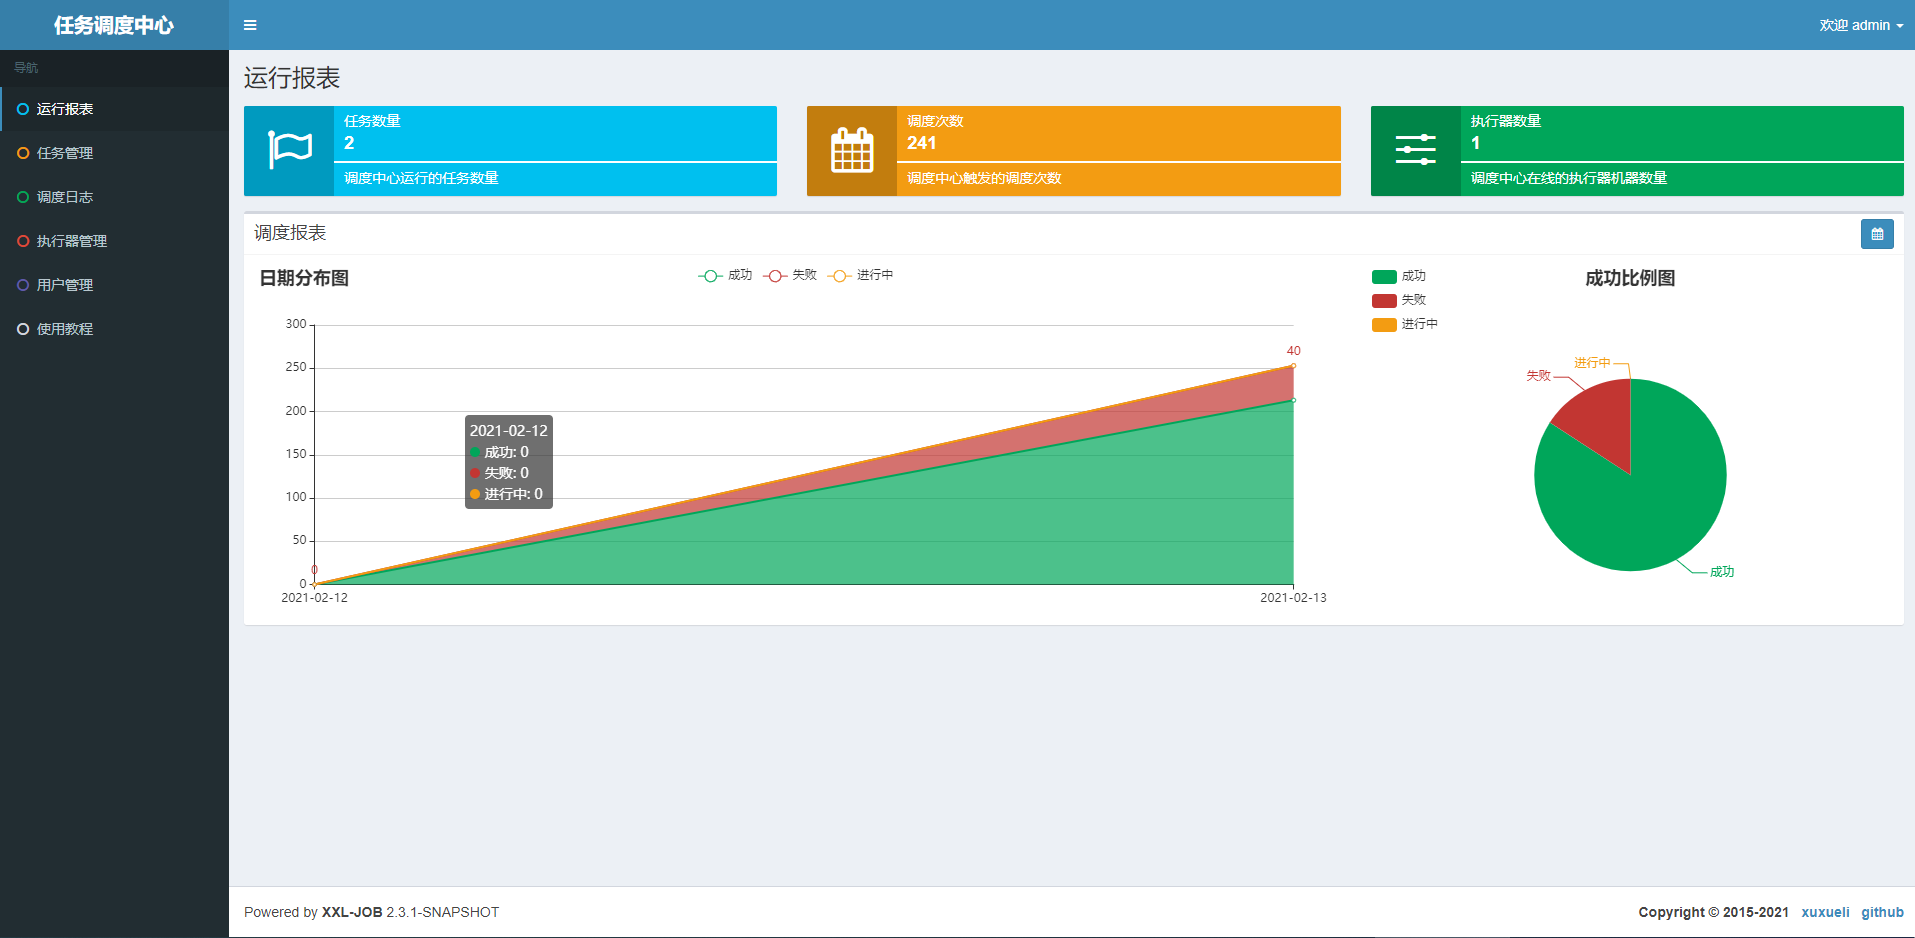 任务调度中心
欢迎 admin
导航
运行报表
任务管理
调度日志
执行器管理
用户管理
使用教程
运行报表
任务数量
2
调度中心运行的任务数量
调度次数
241
调度中心触发的调度次数
执行器数量
1
调度中心在线的执行器机器数量
调度报表
日期分布图
成功 失败 进行中
300
250
200
150
100
50
0
40
0
2021-02-12
成功: 0
失败: 0
进行中: 0
2021-02-12
2021-02-13
成功
失败
进行中
成功比例图
进行中
失败
成功
Powered by XXL-JOB 2.3.1-SNAPSHOT
Copyright © 2015-2021 xuxueli github